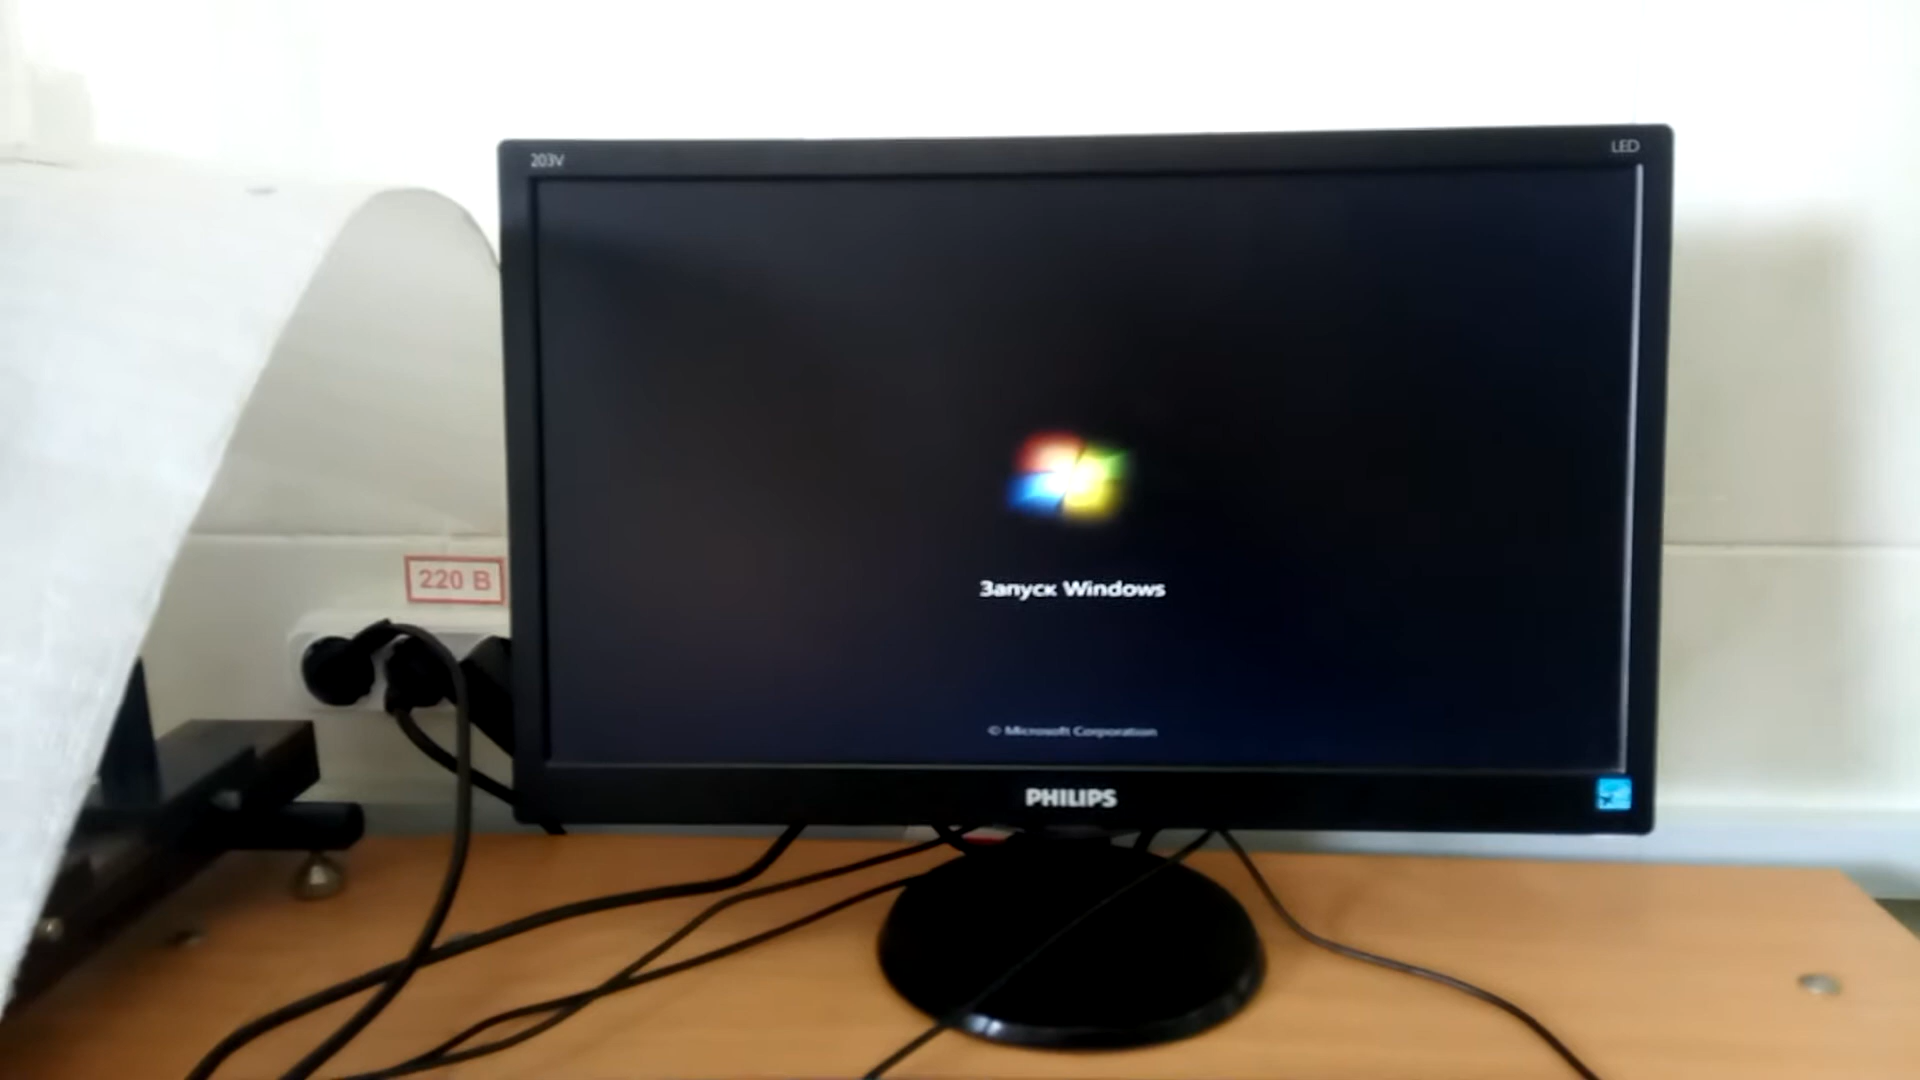 203V
LED
220 В
Запуск Windows
© Microsoft Corporation
PHILIPS